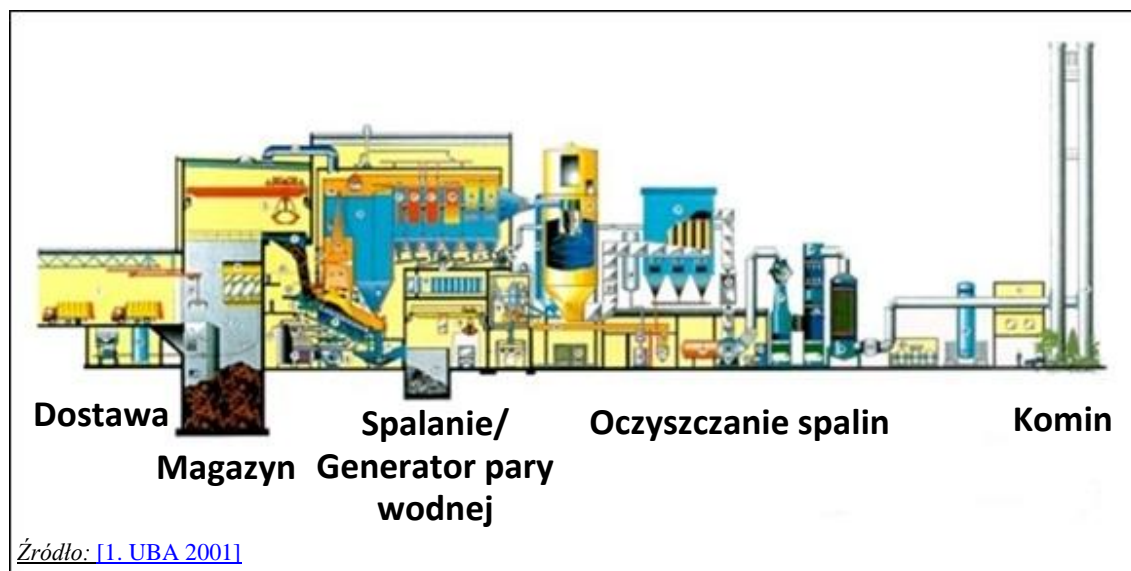 Dostawa
Magazyn
Spalanie/
Generator pary
wodnej
Oczyszczanie spalin
Komin
Źródło: [1. UBA 2001]